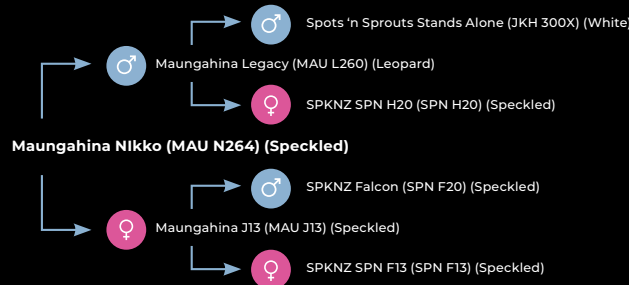 Spots ‘n Sprouts Stands Alone (JKH 300X) (White)
Maungahina Legacy (MAU L260) (Leopard)
SPKNZ SPN H20 (SPN H20) (Speckled)
Maungahina NIkko (MAU N264) (Speckled)
SPKNZ Falcon (SPN F20) (Speckled)
Maungahina J13 (MAU J13) (Speckled)
SPKNZ SPN F13 (SPN F13) (Speckled)